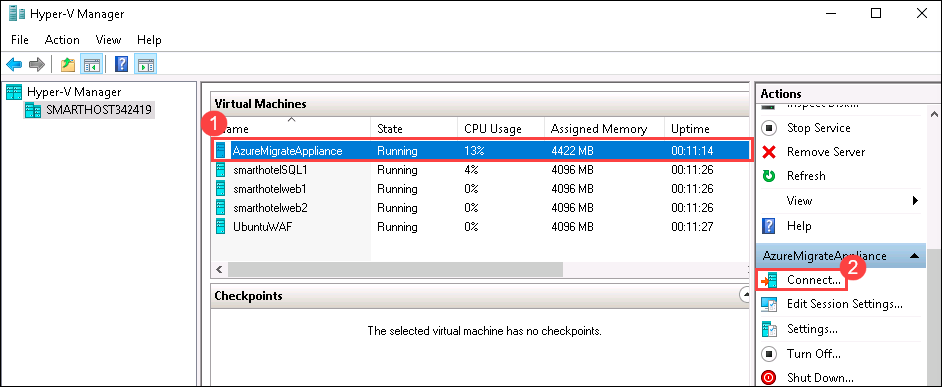 Hyper-V Manager
File Action View Help
Hyper-V Manager
SMARTHOST342419
Virtual Machines
1
Name State CPU Usage Assigned Memory Uptime
AzureMigrateAppliance Running 13% 4422 MB 00:11:14
smarthotelSQL1 Running 4% 4096 MB 00:11:26
smarthotelweb1 Running 0% 4096 MB 00:11:26
smarthotelweb2 Running 0% 4096 MB 00:11:26
UbuntuWAF Running 0% 4096 MB 00:11:27
Checkpoints
The selected virtual machine has no checkpoints.
Actions
Inspect Disk...
Stop Service
Remove Server
Refresh
View
Help
AzureMigrateAppliance
2
Connect...
Edit Session Settings...
Settings...
Turn Off...
Shut Down...